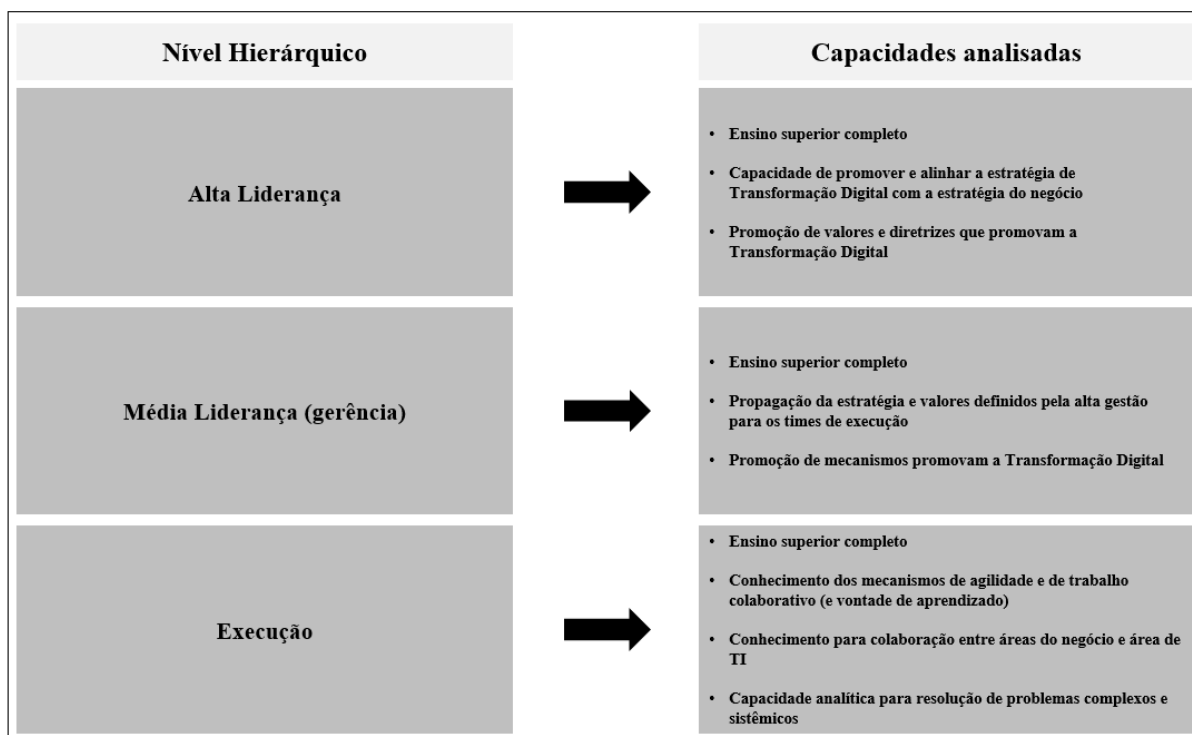 Nível Hierárquico
Capacidades analisadas
Alta Liderança
• Ensino superior completo
• Capacidade de promover e alinhar a estratégia de
Transformação Digital com a estratégia do negócio
• Promoção de valores e diretrizes que promovam a
Transformação Digital
Média Liderança (gerência)
• Ensino superior completo
• Propagação da estratégia e valores definidos pela alta gestão
para os times de execução
• Promoção de mecanismos promovam a Transformação Digital
Execução
• Ensino superior completo
• Conhecimento dos mecanismos de agilidade e de trabalho
colaborativo (e vontade de aprendizado)
• Conhecimento para colaboração entre áreas do negócio e área de
TI
• Capacidade analítica para resolução de problemas complexos e
sistêmicos